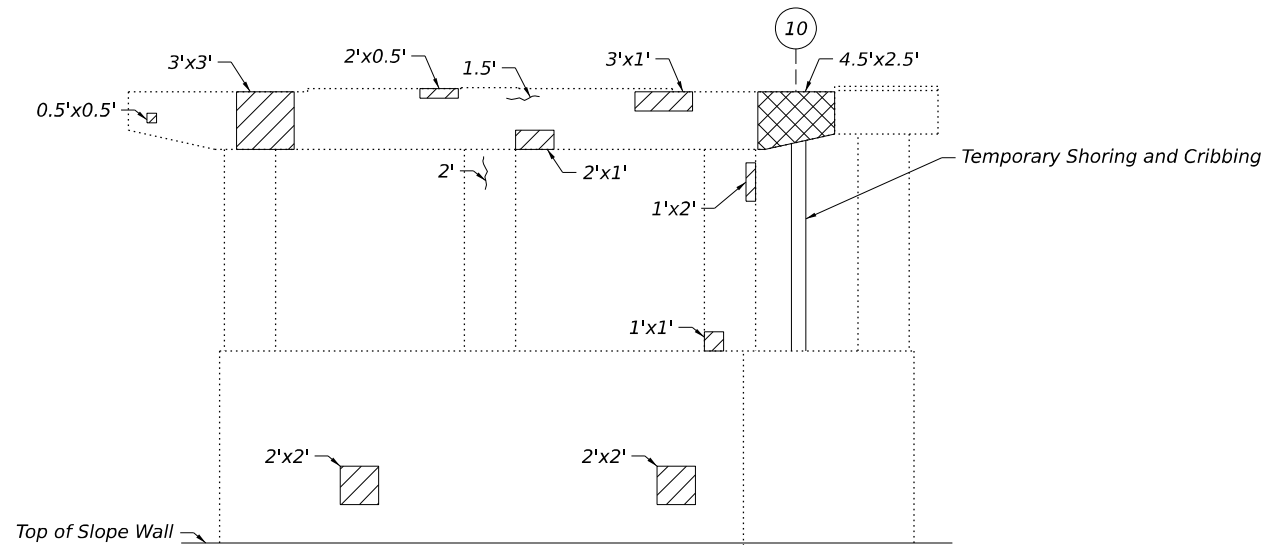 10
3'x3'
2'x0.5'
1.5'
3'x1'
4.5'x2.5'
0.5'x0.5'
2'
2'x1'
Temporary Shoring and Cribbing
1'x2'
1'x1'
2'x2'
2'x2'
Top of Slope Wall